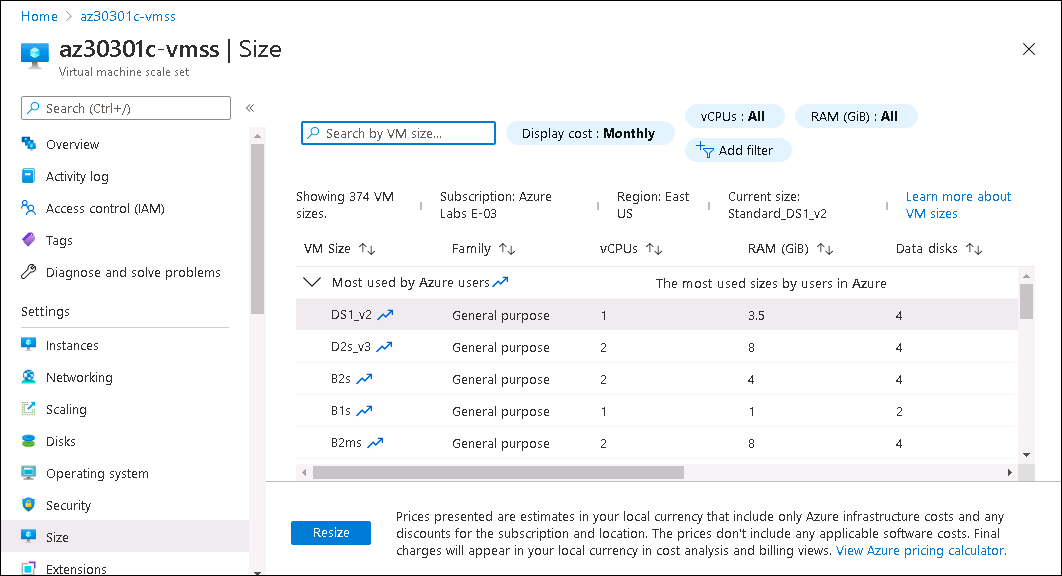 Home > az30301c-vmss
az30301c-vmss | Size
Virtual machine scale set
Search (Ctrl+/)
«
Overview
Activity log
Access control (IAM)
Tags
Diagnose and solve problems
Settings
Instances
Networking
Scaling
Disks
Operating system
Security
Size
Extensions
Search by VM size...
Display cost : Monthly
vCPUs : All
RAM (GiB) : All
Add filter
Showing 374 VM
sizes.
Subscription: Azure
Labs E-03
Region: East
US
Current size:
Standard_DS1_v2
Learn more about
VM sizes
VM Size ↑↓ Family ↑↓ vCPUs ↑↓ RAM (GiB) ↑↓ Data disks ↑↓
Most used by Azure users The most used sizes by users in Azure
DS1_v2 General purpose 1 3.5 4
D2s_v3 General purpose 2 8 4
B2s General purpose 2 4 4
B1s General purpose 1 1 2
B2ms General purpose 2 8 4
Resize
Prices presented are estimates in your local currency that include only Azure infrastructure costs and any
discounts for the subscription and location. The prices don't include any applicable software costs. Final
charges will appear in your local currency in cost analysis and billing views. View Azure pricing calculator.